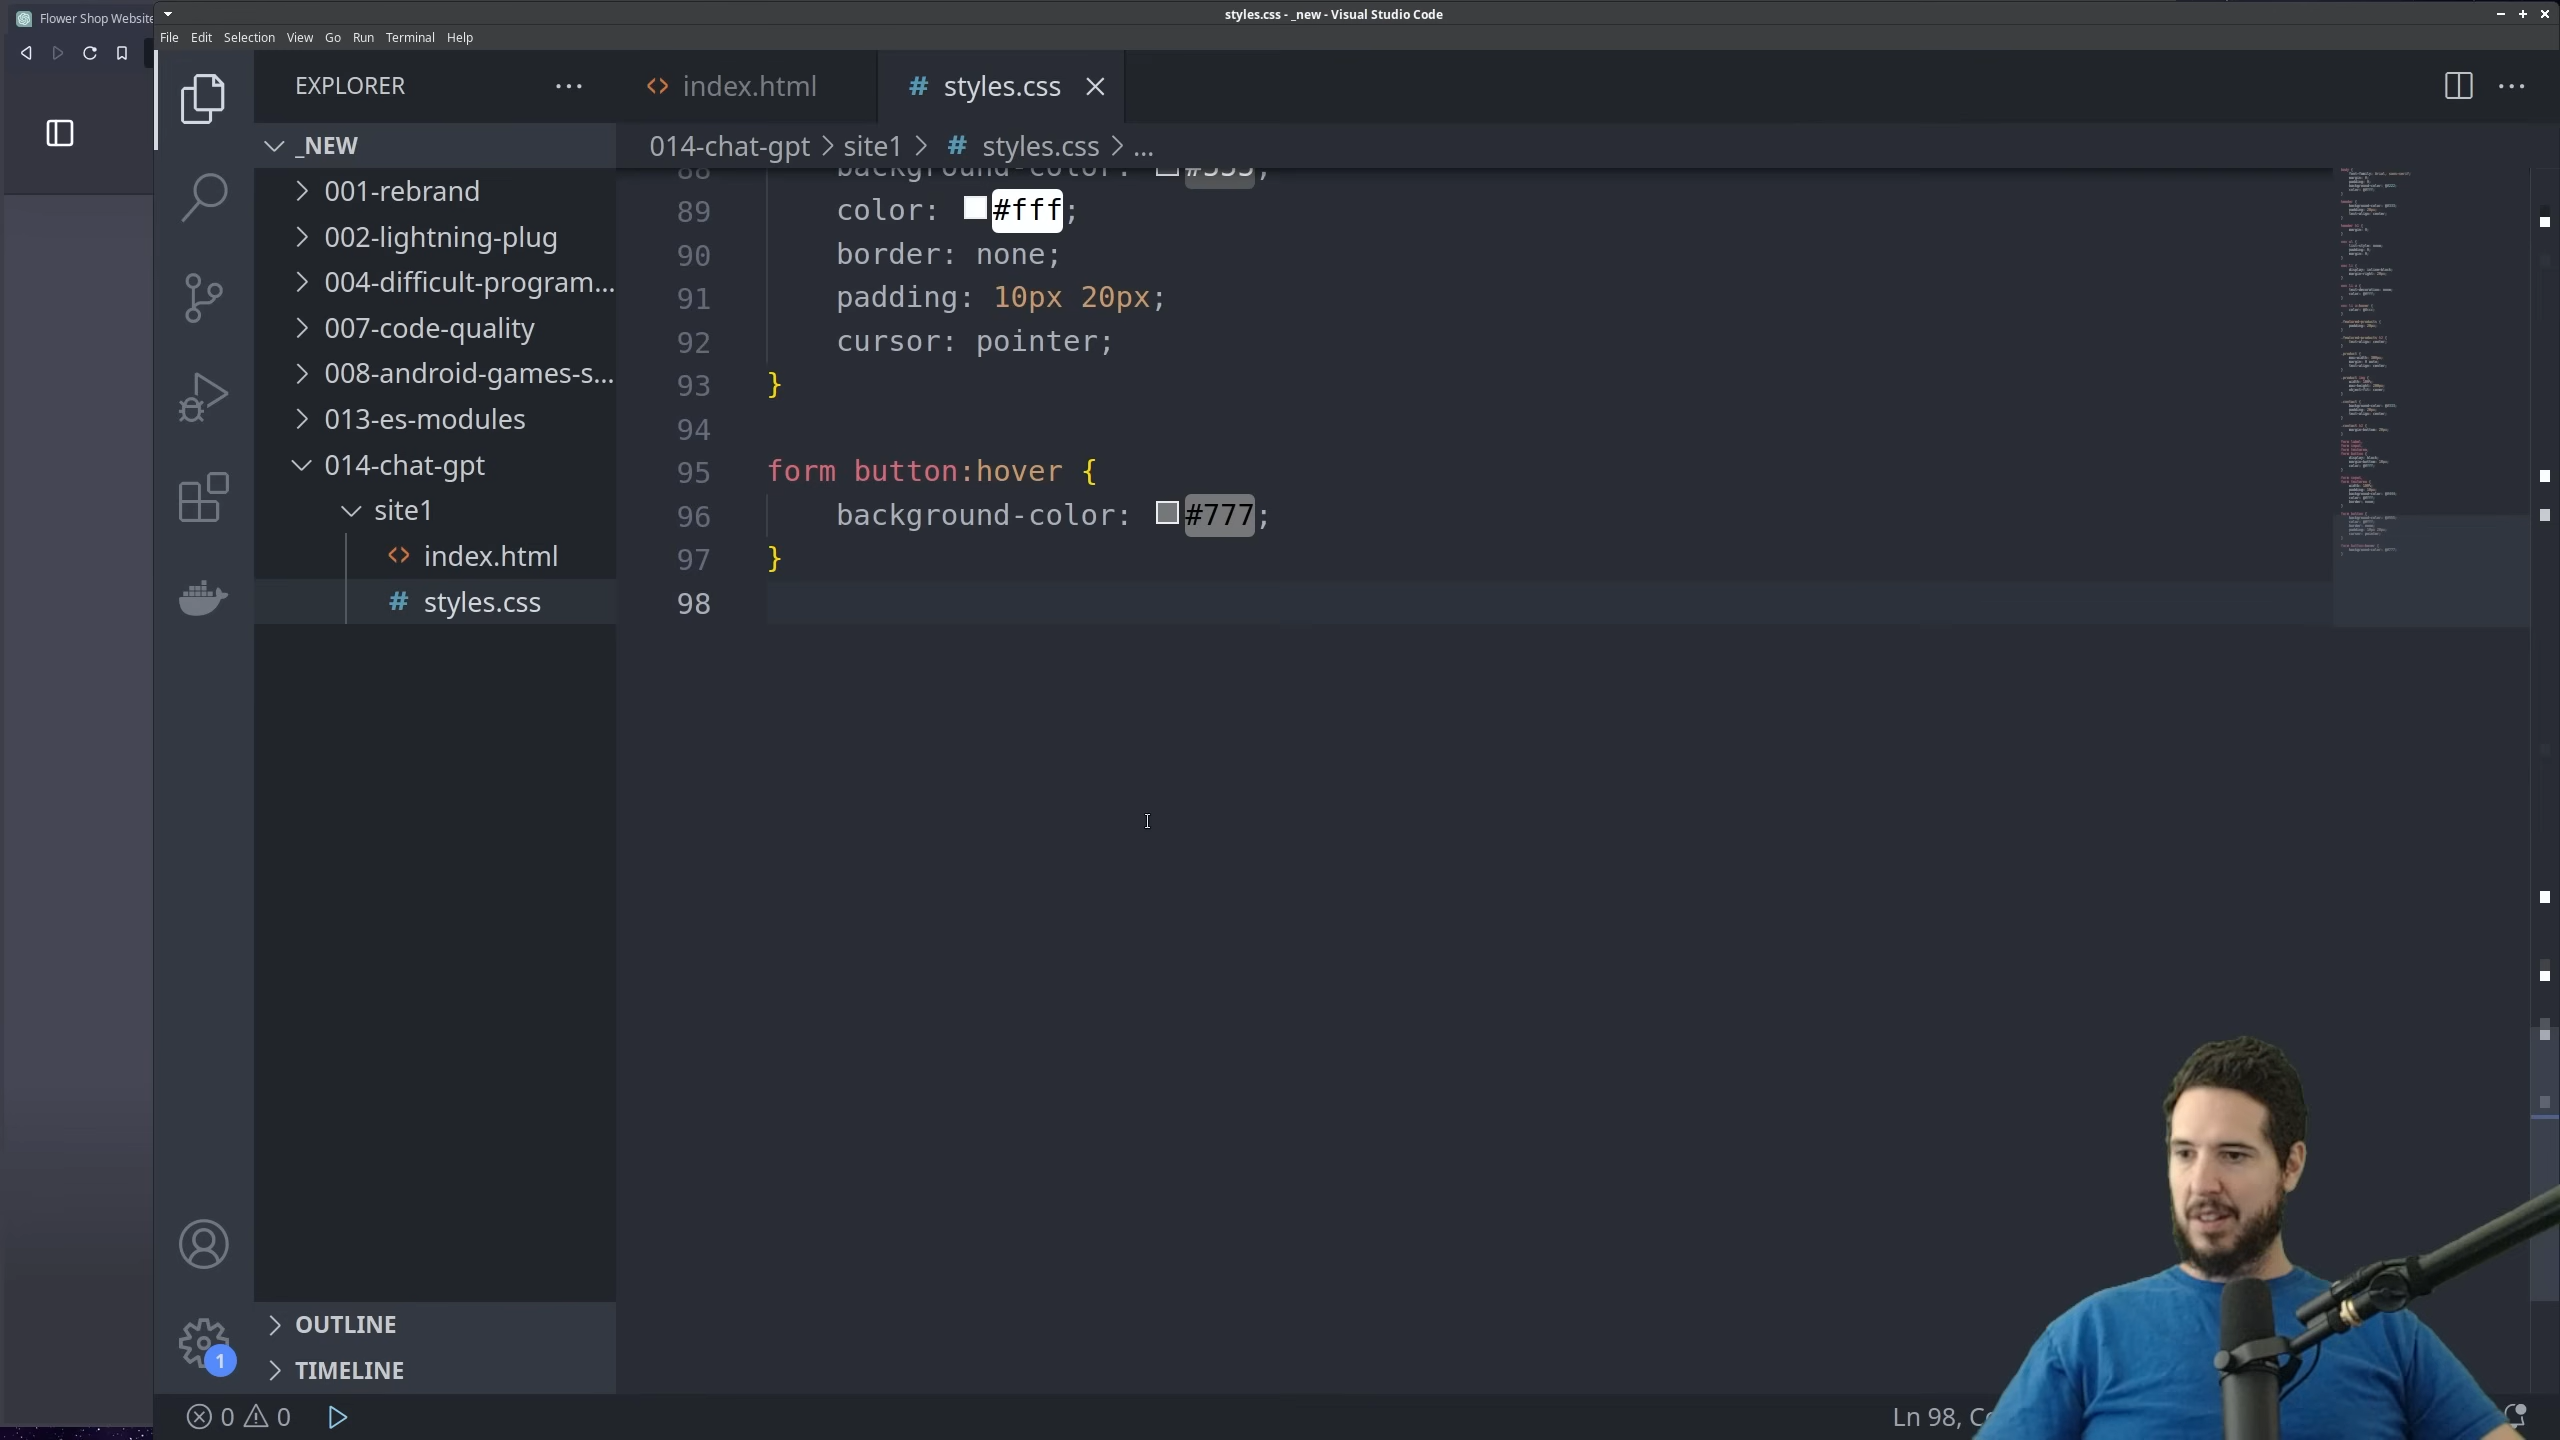 Flower Shop Website
styles.css - _new - Visual Studio Code
File Edit Selection View Go Run Terminal Help
EXPLORER
index.html
styles.css
_NEW
014-chat-gpt > site1 > # styles.css > ...
001-rebrand
002-lightning-plug
004-difficult-program...
007-code-quality
008-android-games-s...
013-es-modules
014-chat-gpt
site1
index.html
styles.css
88 background-color: #555;
89 color: #fff;
90 border: none;
91 padding: 10px 20px;
92 cursor: pointer;
93 }
94
95 form button:hover {
96 background-color: #777;
97 }
98
OUTLINE
TIMELINE
1
0 0
Ln 98,